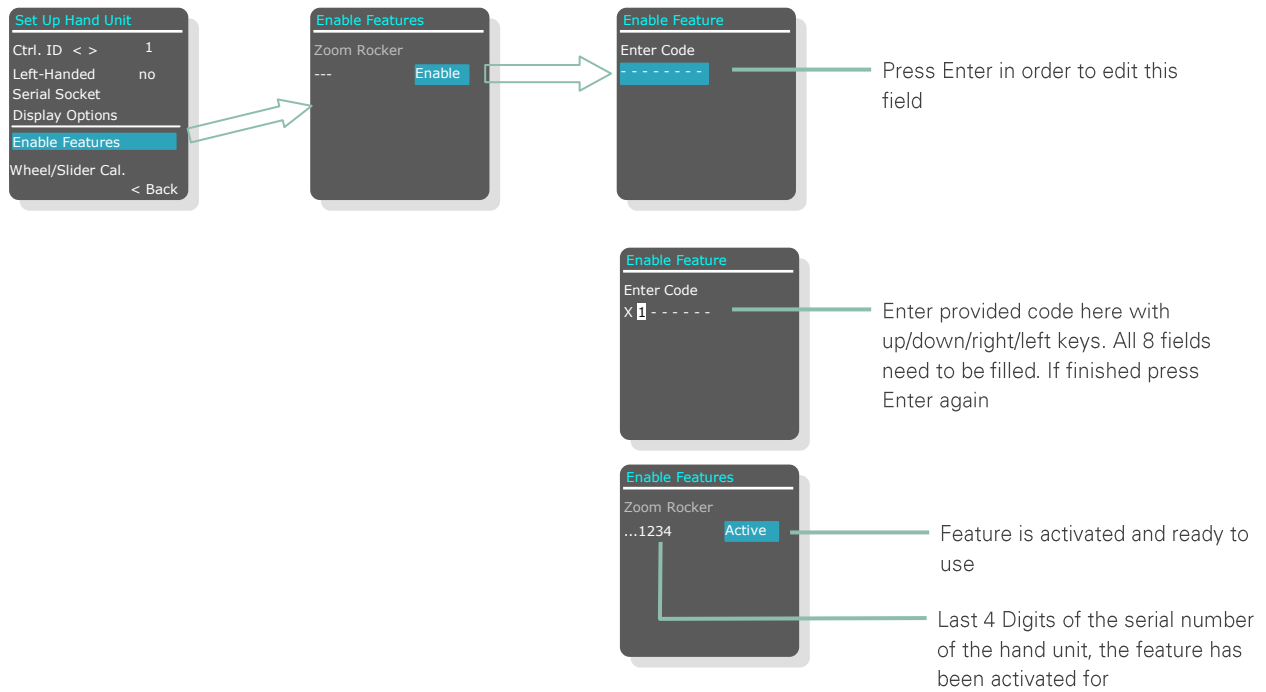 Set Up Hand Unit
Ctrl. ID < > 1
Left-Handed no
Serial Socket
Display Options
Enable Features
Wheel/Slider Cal.
< Back
Enable Features
Zoom Rocker
--- Enable
Enable Feature
Enter Code
- - - - - - - -
Press Enter in order to edit this
field
Enable Feature
Enter Code
X 1 - - - - - -
Enter provided code here with
up/down/right/left keys. All 8 fields
need to be filled. If finished press
Enter again
Enable Features
Zoom Rocker
...1234 Active
Feature is activated and ready to
use
Last 4 Digits of the serial number
of the hand unit, the feature has
been activated for